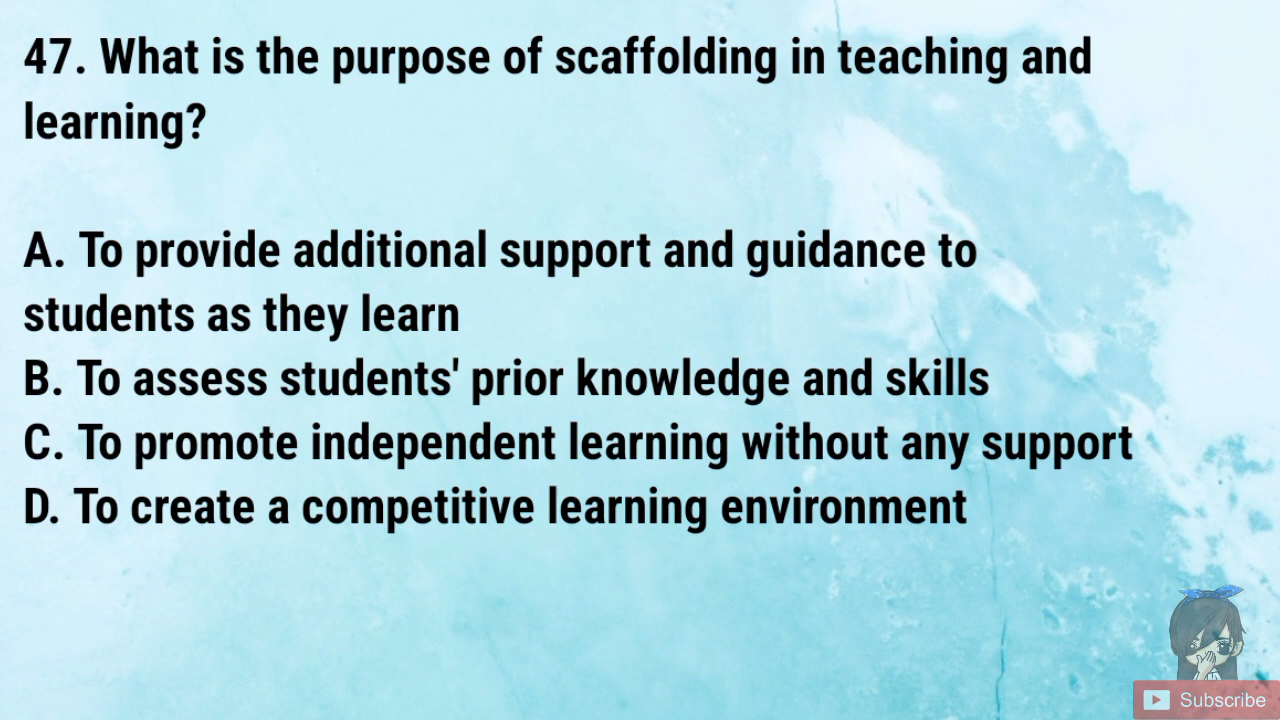 47. What is the purpose of scaffolding in teaching and
learning?
A. To provide additional support and guidance to
students as they learn
B. To assess students' prior knowledge and skills
C. To promote independent learning without any support
D. To create a competitive learning environment
Subscribe